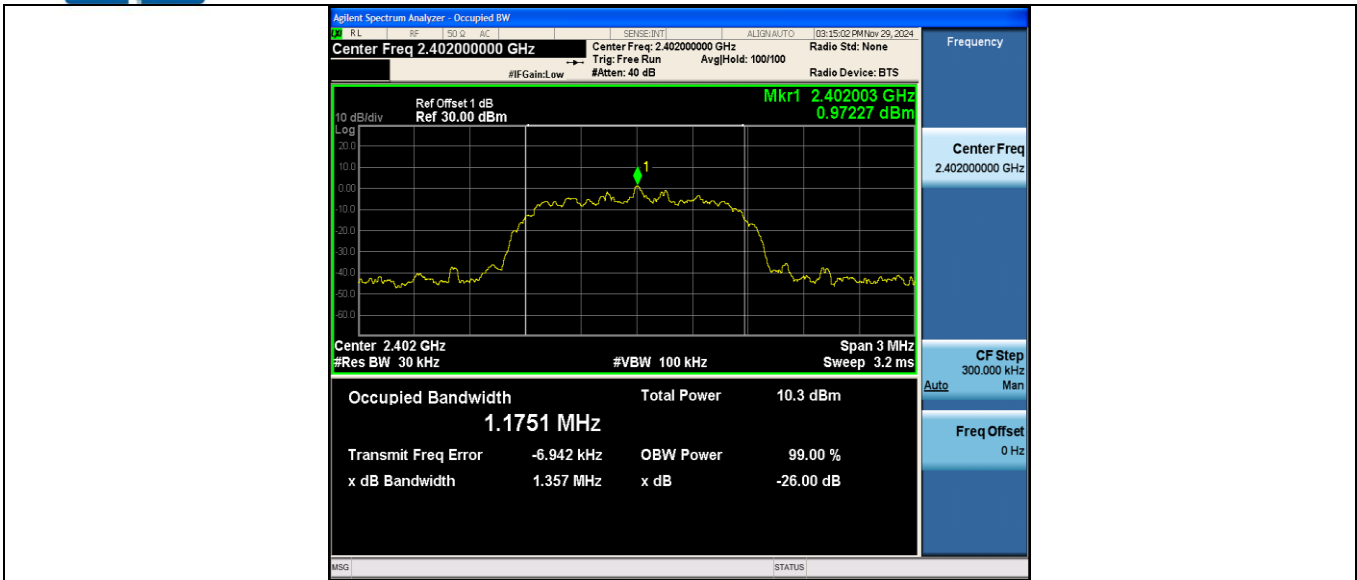 Agilent Spectrum Analyzer - Occupied BW
LXI RL RF 50 Ω AC SENSE:INT ALIGNAUTO 03:15:02 PM Nov 29, 2024
Center Freq 2.402000000 GHz
Center Freq: 2.402000000 GHz
Radio Std: None
Trig: Free Run Avg|Hold: 100/100
#IFGain:Low #Atten: 40 dB Radio Device: BTS
Frequency
Mkr1 2.402003 GHz
0.97227 dBm
Ref Offset 1 dB
10 dB/div Ref 30.00 dBm
Log
20.0
10.0
0.00
-10.0
-20.0
-30.0
-40.0
-50.0
-60.0
1
Center 2.402 GHz Span 3 MHz
#Res BW 30 kHz #VBW 100 kHz Sweep 3.2 ms
Occupied Bandwidth Total Power 10.3 dBm
1.1751 MHz
Transmit Freq Error -6.942 kHz OBW Power 99.00 %
x dB Bandwidth 1.357 MHz x dB -26.00 dB
Center Freq
2.402000000 GHz
CF Step
300.000 kHz
Auto Man
Freq Offset
0 Hz
MSG STATUS